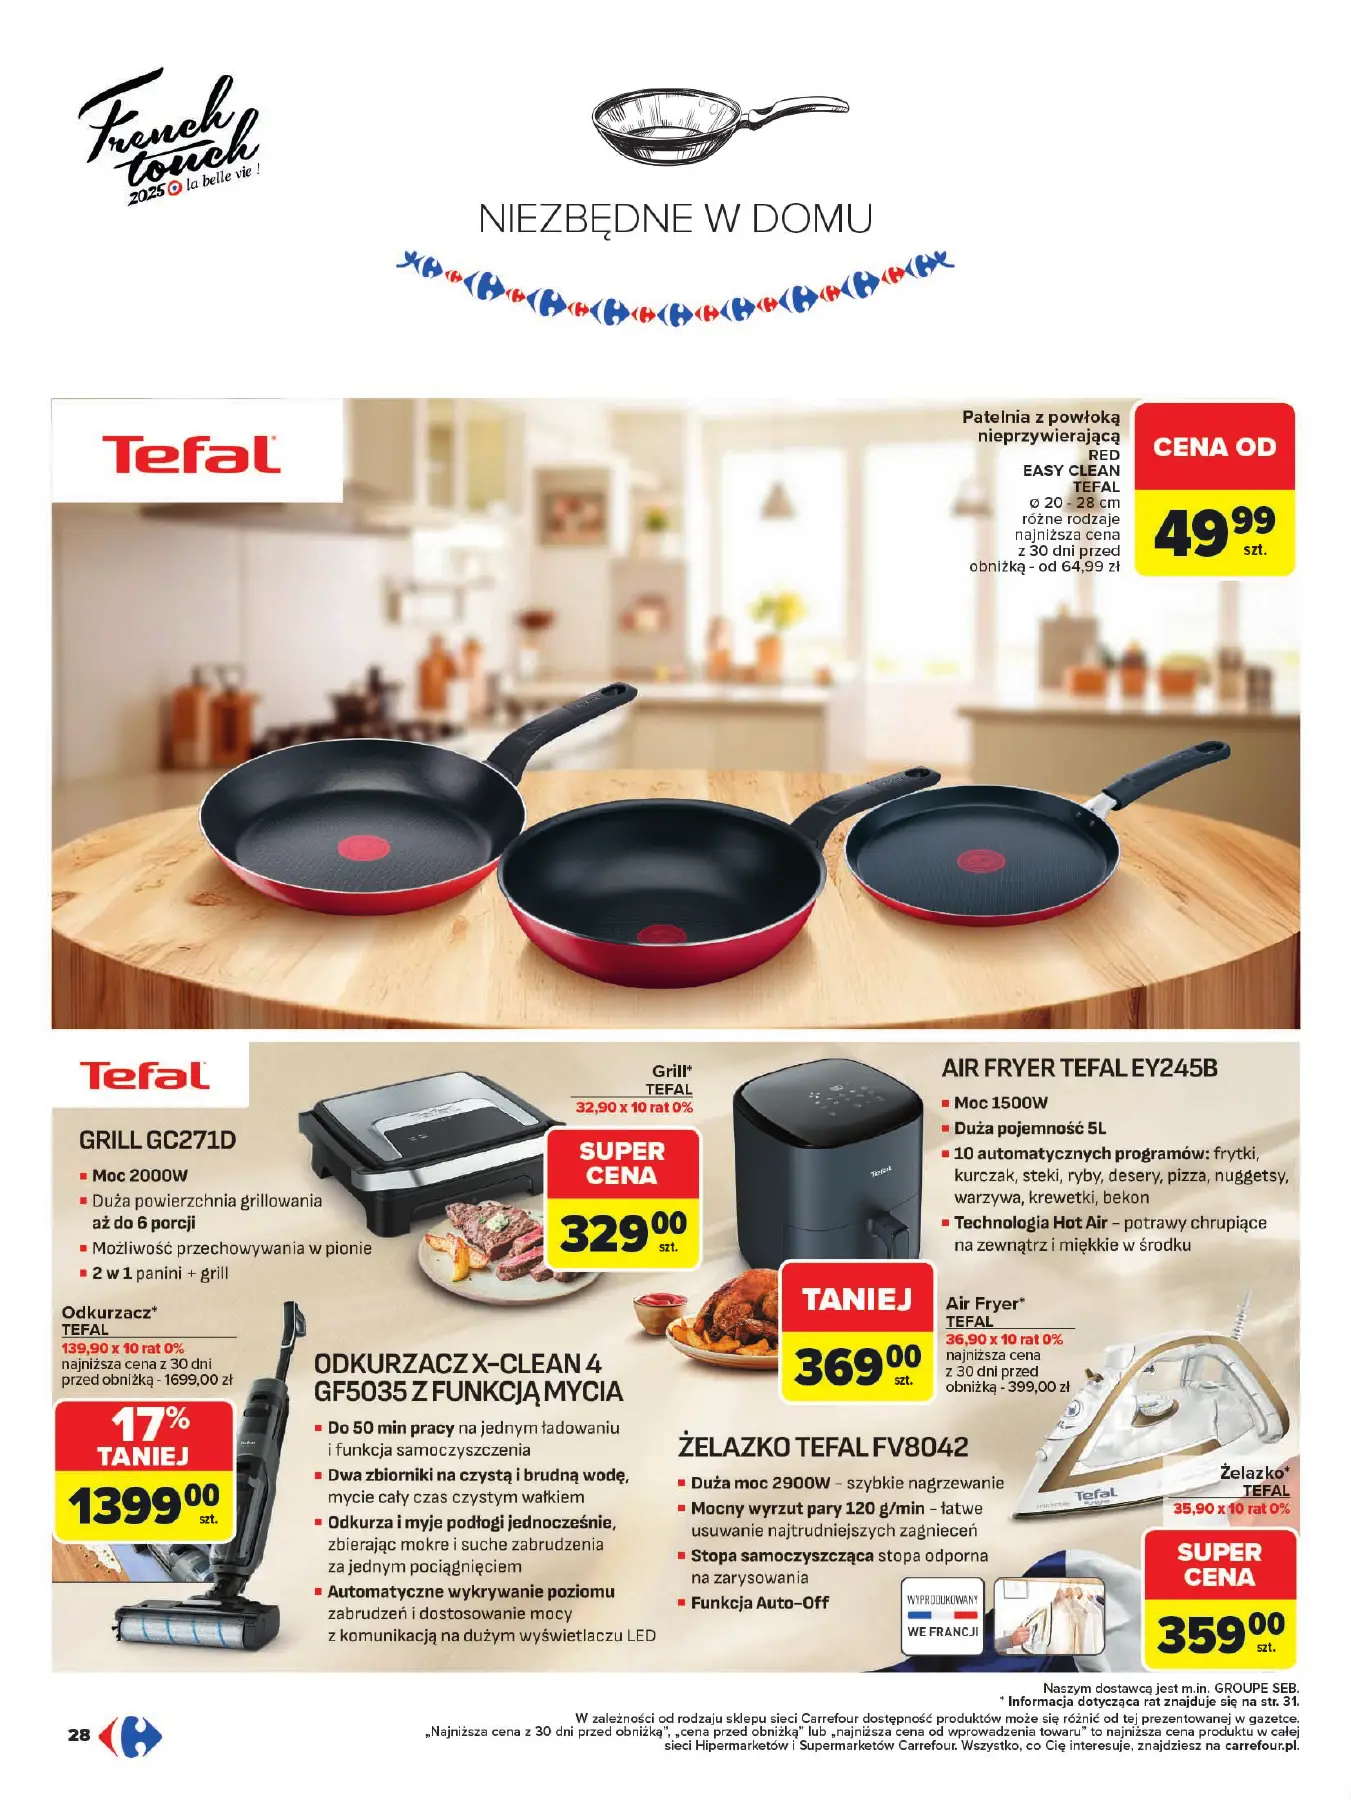 French
touch
2025 la belle vie !
NIEZBĘDNE W DOMU
Tefal
Patelnia z powłoką
nieprzywierającą
RED
EASY CLEAN
TEFAL
ø 20 - 28 cm
różne rodzaje
najniższa cena
z 30 dni przed
obniżką - od 64,99 zł
CENA OD
49 99
szt.
Tefal
GRILL GC271D
▪ Moc 2000W
▪ Duża powierzchnia grillowania
aż do 6 porcji
▪ Możliwość przechowywania w pionie
▪ 2 w 1 panini + grill
Grill*
TEFAL
32,90 x 10 rat 0%
SUPER
CENA
329 00
szt.
Tefal
AIR FRYER TEFAL EY245B
▪ Moc 1500W
▪ Duża pojemność 5L
▪ 10 automatycznych programów: frytki,
kurczak, steki, ryby, desery, pizza, nuggetsy,
warzywa, krewetki, bekon
▪ Technologia Hot Air – potrawy chrupiące
na zewnątrz i miękkie w środku
TANIEJ
369 00
szt.
Air Fryer*
TEFAL
36,90 x 10 rat 0%
najniższa cena
z 30 dni przed
obniżką - 399,00 zł
Odkurzacz*
TEFAL
139,90 x 10 rat 0%
najniższa cena z 30 dni
przed obniżką - 1699,00 zł
17%
TANIEJ
1399 00
szt.
Tefal
ODKURZACZ X-CLEAN 4
GF5035 Z FUNKCJĄ MYCIA
▪ Do 50 min pracy na jednym ładowaniu
i funkcja samoczyszczenia
▪ Dwa zbiorniki na czystą i brudną wodę,
mycie cały czas czystym wałkiem
▪ Odkurza i myje podłogi jednocześnie,
zbierając mokre i suche zabrudzenia
za jednym pociągnięciem
▪ Automatyczne wykrywanie poziomu
zabrudzeń i dostosowanie mocy
z komunikacją na dużym wyświetlaczu LED
ŻELAZKO TEFAL FV8042
▪ Duża moc 2900W – szybkie nagrzewanie
▪ Mocny wyrzut pary 120 g/min – łatwe
usuwanie najtrudniejszych zagnieceń
▪ Stopa samoczyszcząca stopa odporna
na zarysowania
▪ Funkcja Auto-Off
WYPRODUKOWANY
WE FRANCJI
Tefal
Żelazko*
TEFAL
35,90 x 10 rat 0%
SUPER
CENA
359 00
szt.
Naszym dostawcą jest m.in. GROUPE SEB.
* Informacja dotycząca rat znajduje się na str. 31.
W zależności od rodzaju sklepu sieci Carrefour dostępność produktów może się różnić od tej prezentowanej w gazetce.
„Najniższa cena z 30 dni przed obniżką”, „cena przed obniżką” lub „najniższa cena od wprowadzenia towaru” to najniższa cena produktu w całej
sieci Hipermarketów i Supermarketów Carrefour. Wszystko, co Cię interesuje, znajdziesz na carrefour.pl.
28